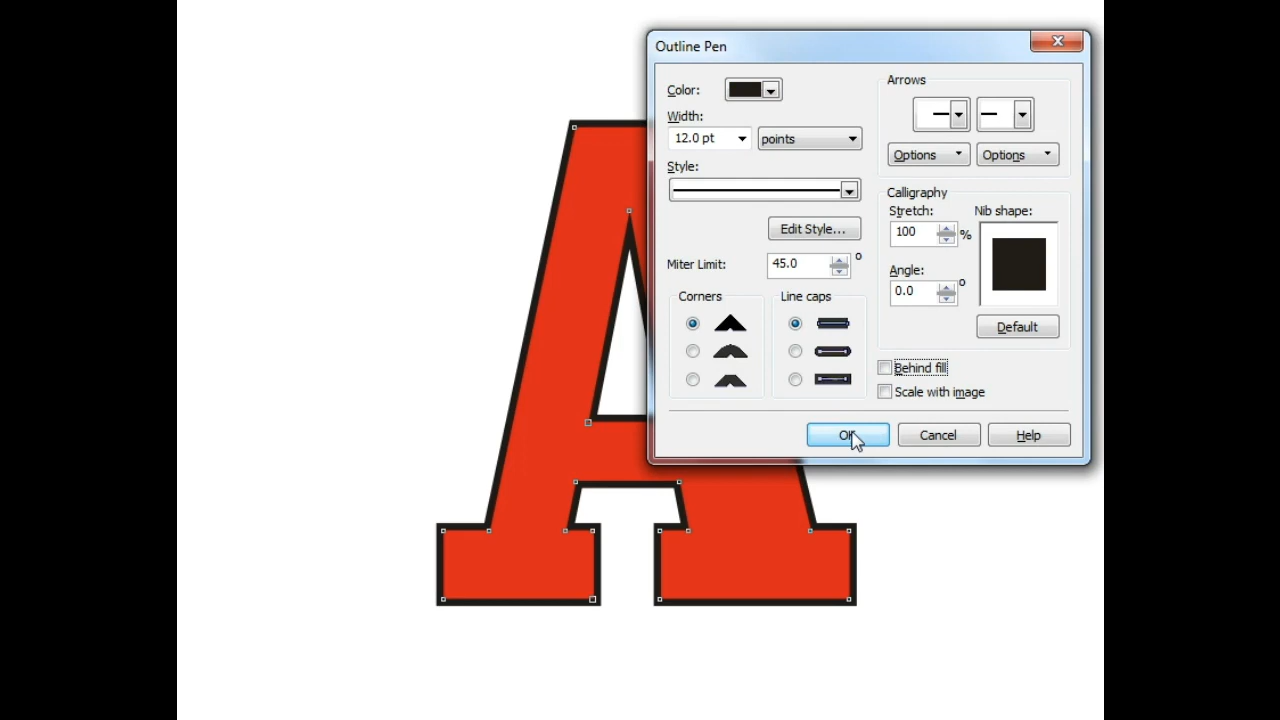 Outline Pen
Color:
Width:
12.0 pt
points
Style:
Edit Style...
Miter Limit:
45.0
°
Corners
Line caps
Arrows
Options
Options
Calligraphy
Stretch:
Nib shape:
100
%
Angle:
0.0
°
Default
Behind fill
Scale with image
OK
Cancel
Help
A